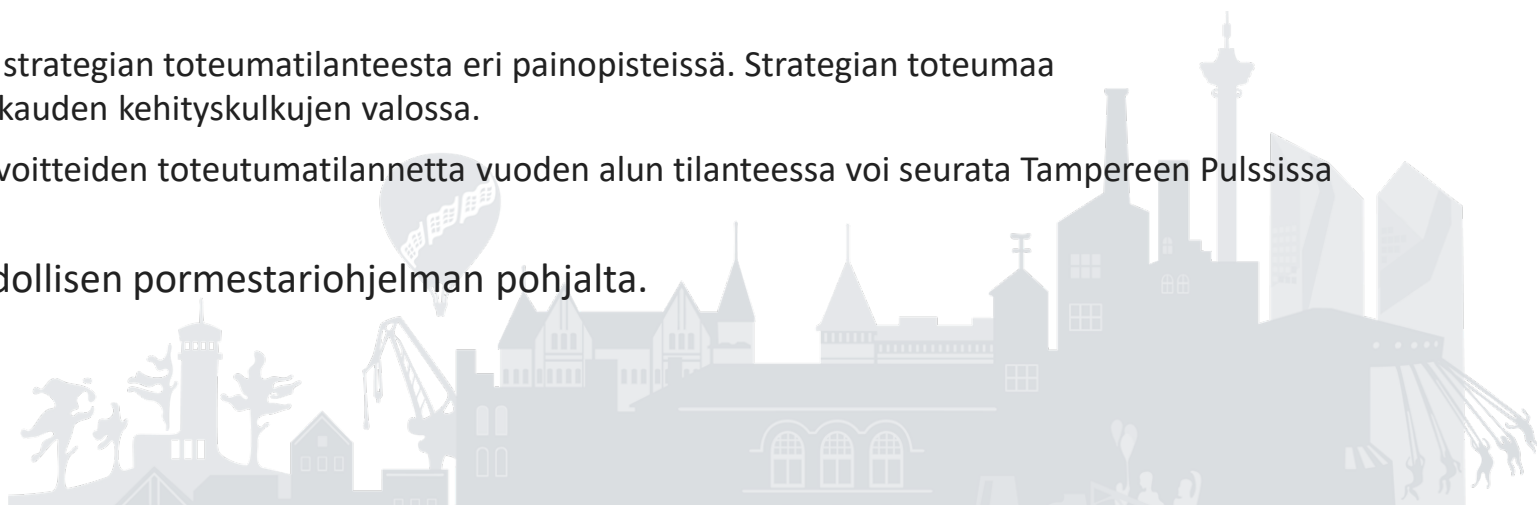 strategian toteumatilanteesta eri painopisteissä. Strategian toteumaa
kauden kehityskulkujen valossa.
voitteiden toteutumatilannetta vuoden alun tilanteessa voi seurata Tampereen Pulssissa
dollisen pormestariohjelman pohjalta.